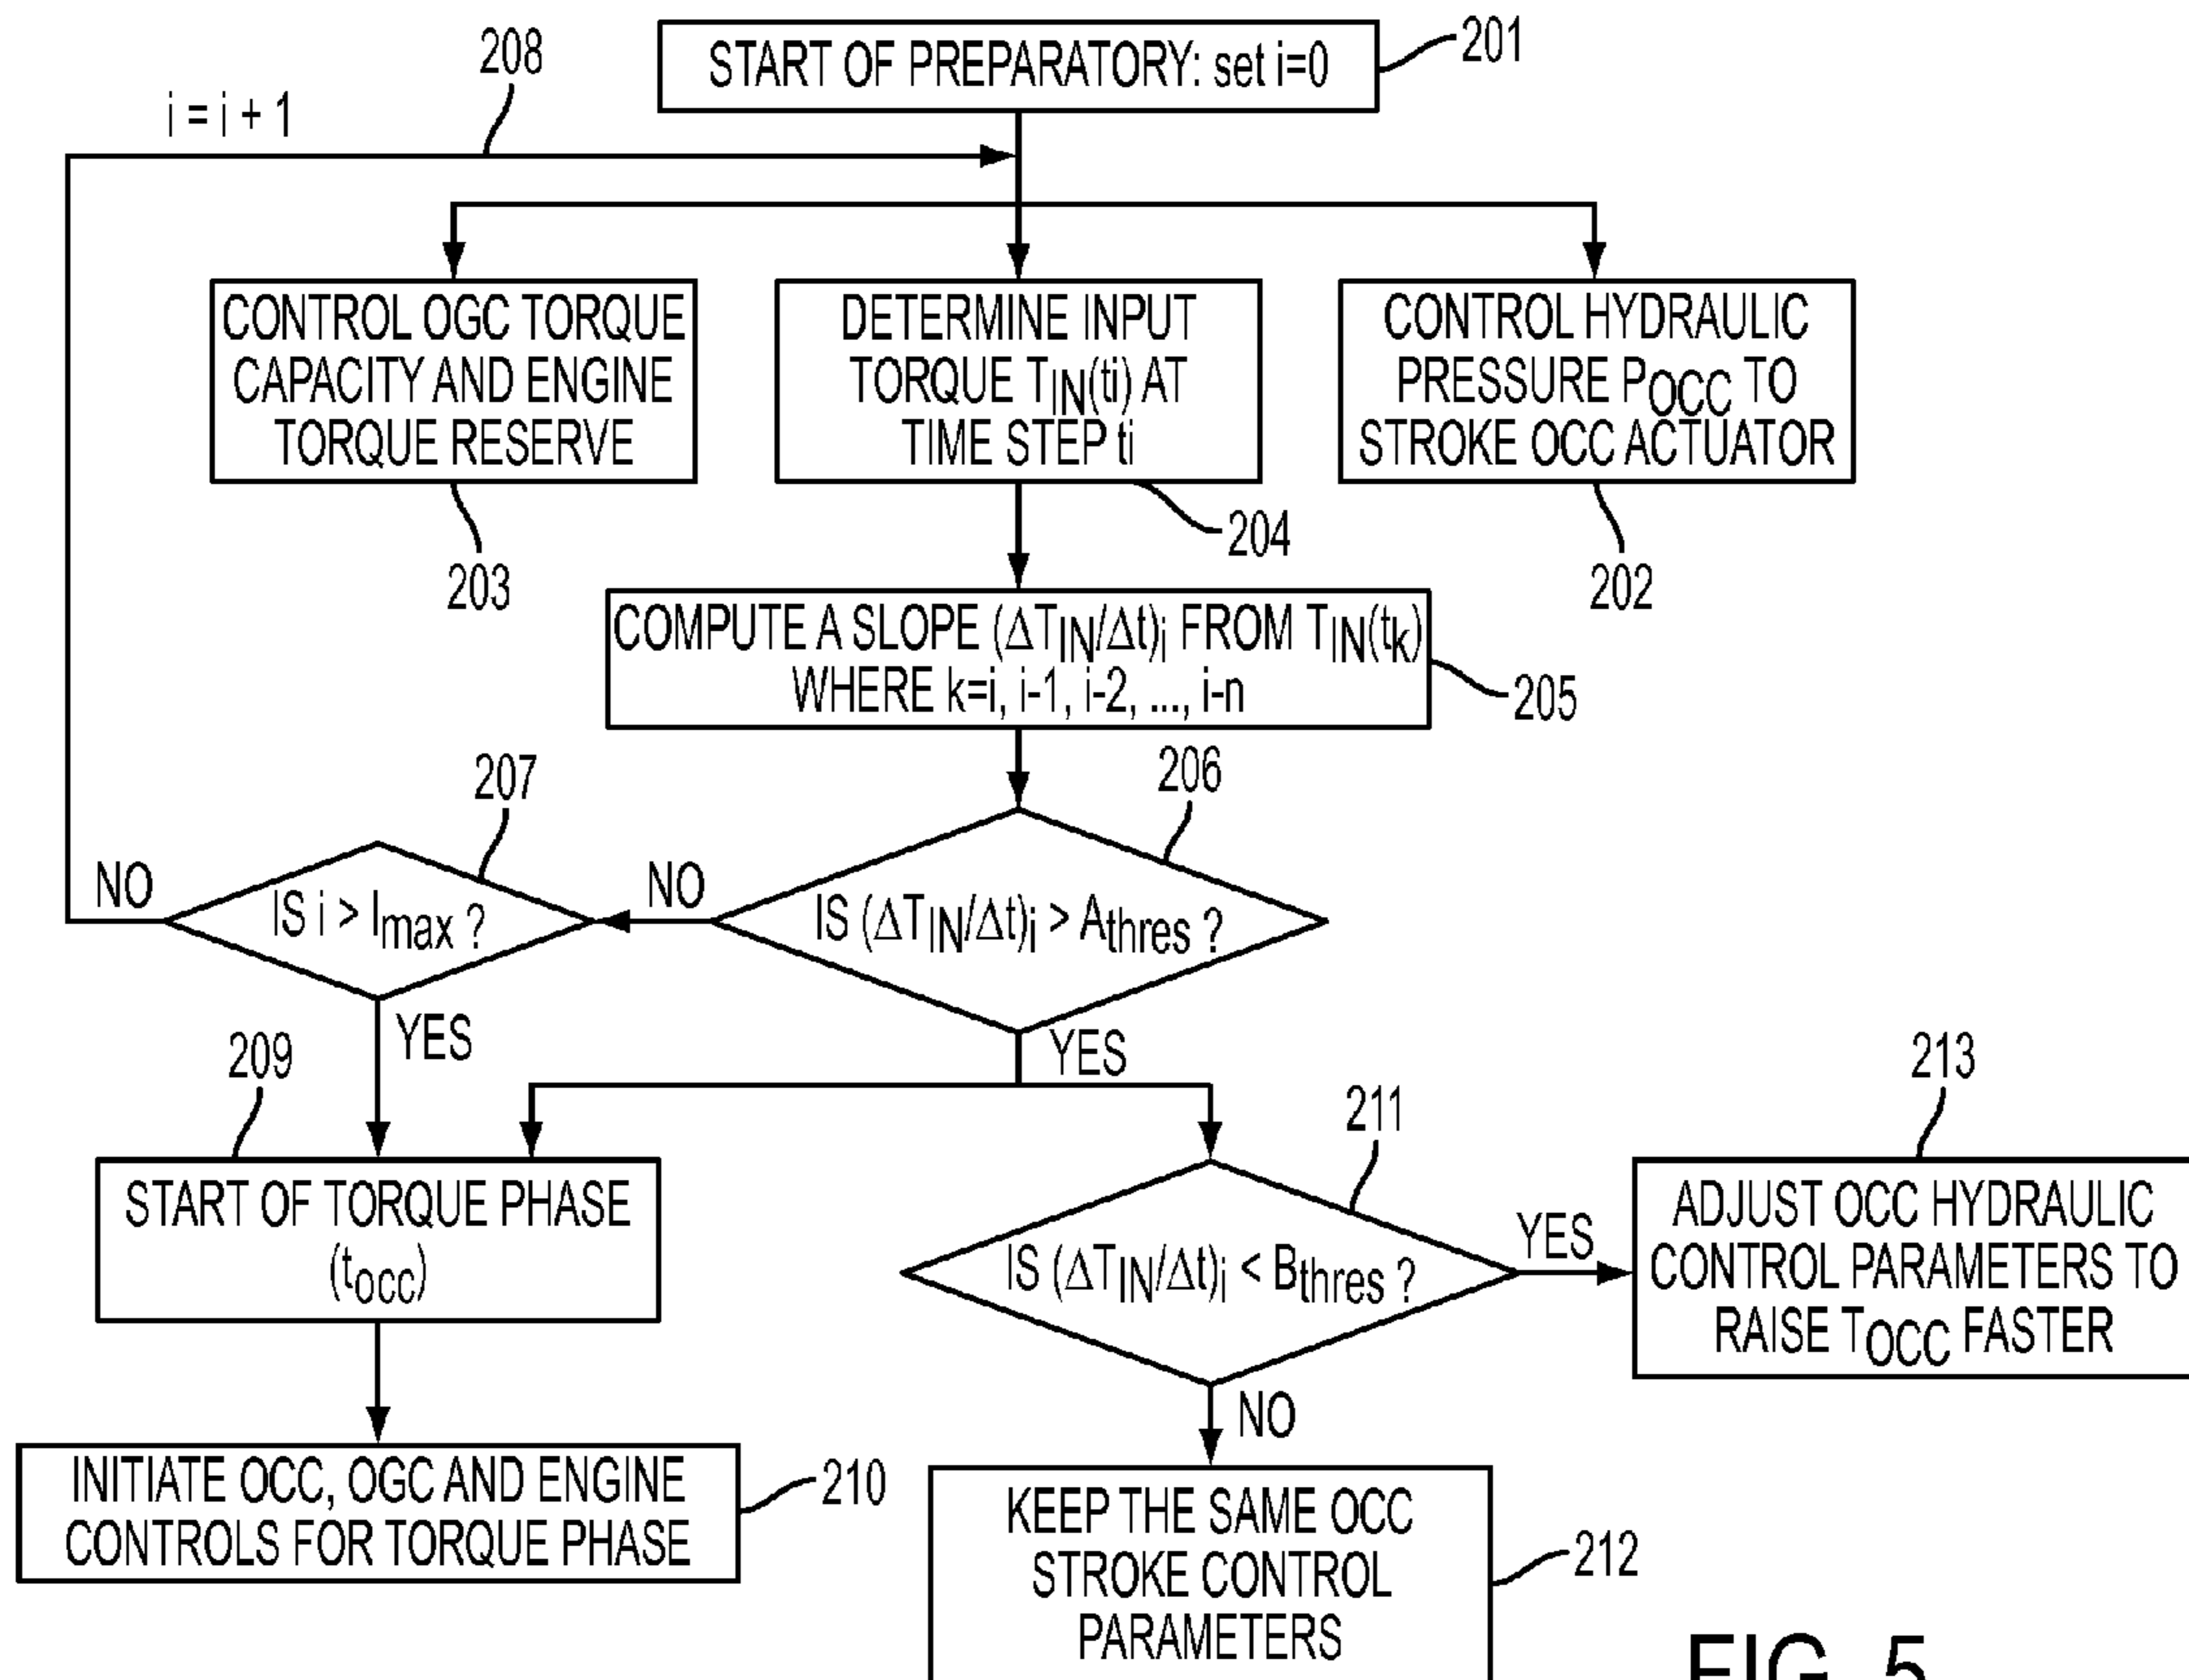 208
START OF PREPARATORY: set i=0
201
i = i + 1
CONTROL OGC TORQUE
CAPACITY AND ENGINE
TORQUE RESERVE
203
DETERMINE INPUT
TORQUE TIN(ti) AT
TIME STEP ti
204
CONTROL HYDRAULIC
PRESSURE POCC TO
STROKE OCC ACTUATOR
202
COMPUTE A SLOPE (ΔTIN/Δt)i FROM TIN(tk)
WHERE k=i, i-1, i-2, ..., i-n
205
207
206
NO
IS i > Imax ?
NO
IS (ΔTIN/Δt)i > Athres ?
YES
YES
209
START OF TORQUE PHASE
(tocc)
211
IS (ΔTIN/Δt)i < Bthres ?
YES
213
ADJUST OCC HYDRAULIC
CONTROL PARAMETERS TO
RAISE TOCC FASTER
NO
INITIATE OCC, OGC AND ENGINE
CONTROLS FOR TORQUE PHASE
210
KEEP THE SAME OCC
STROKE CONTROL
PARAMETERS
212
FIG. 5